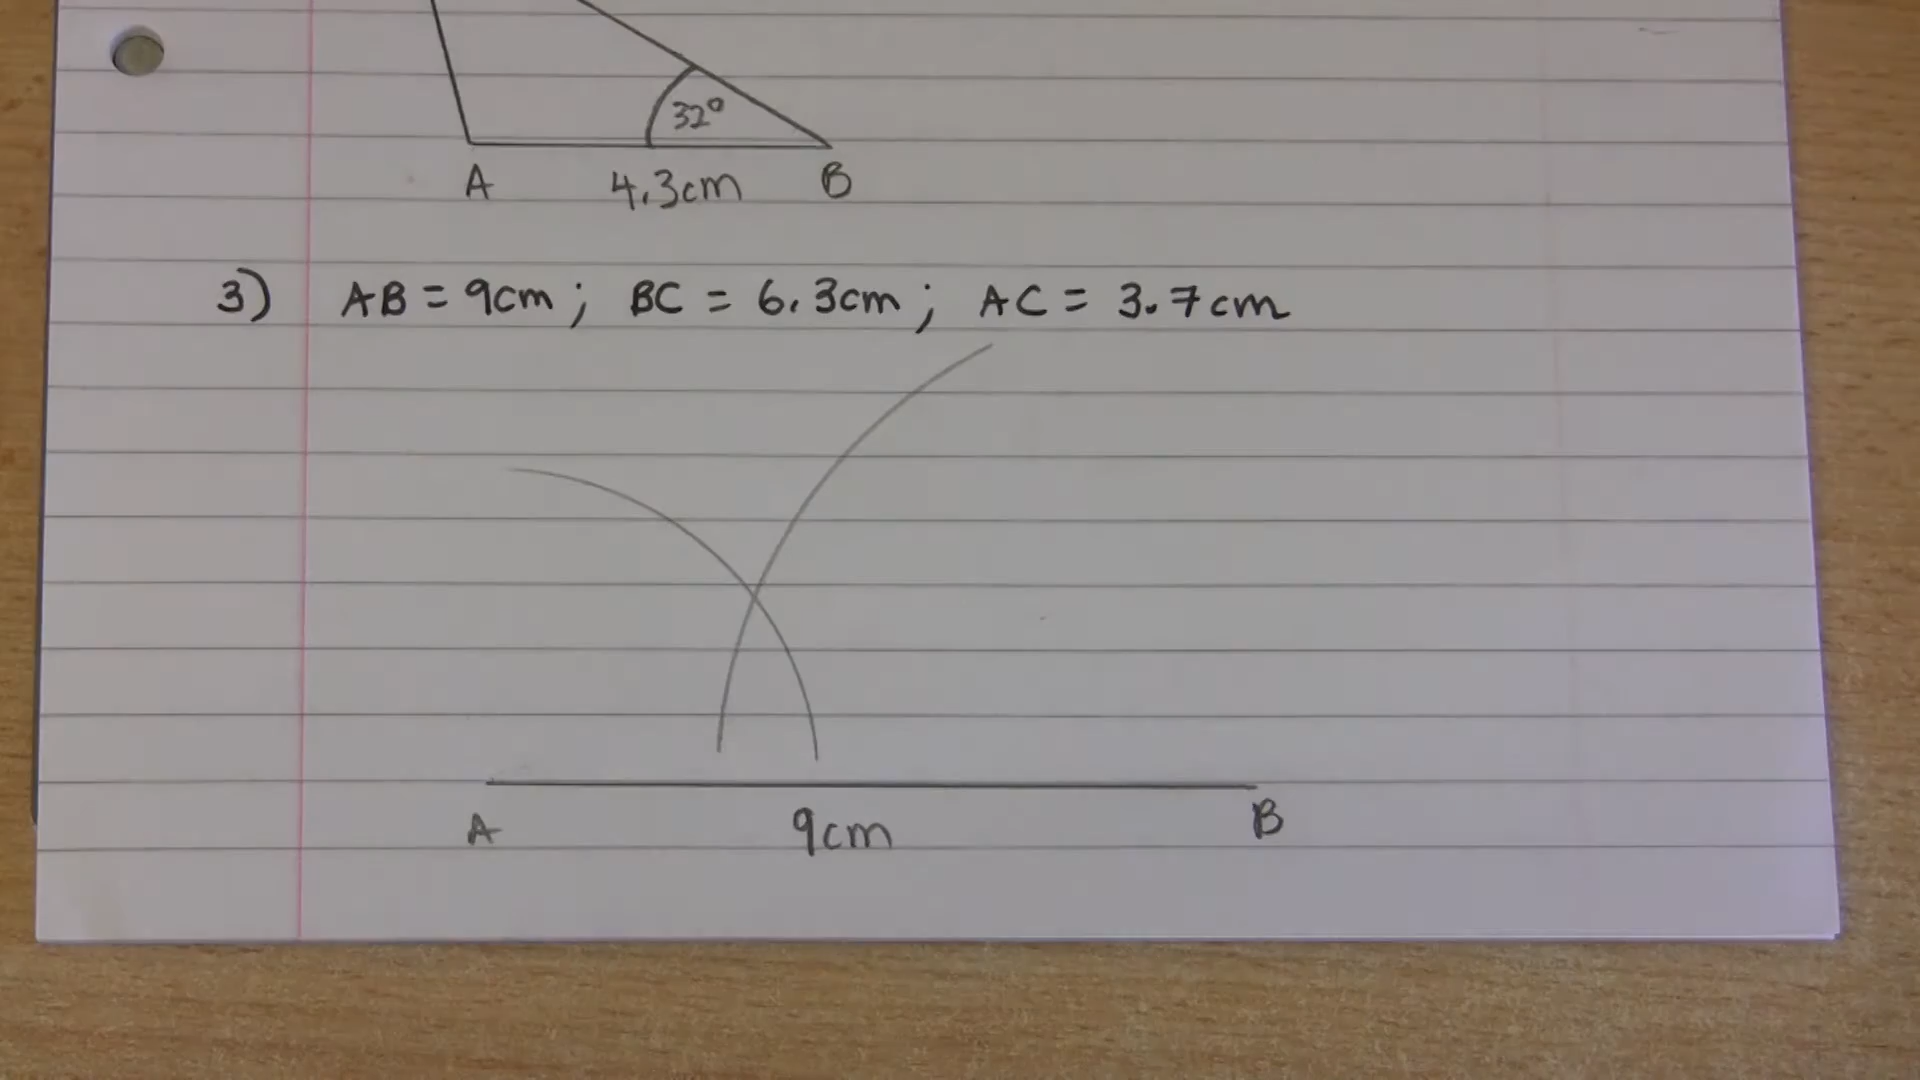 32°
A 4.3cm B
3) AB = 9cm; BC = 6.3cm; AC = 3.7cm
A 9cm B